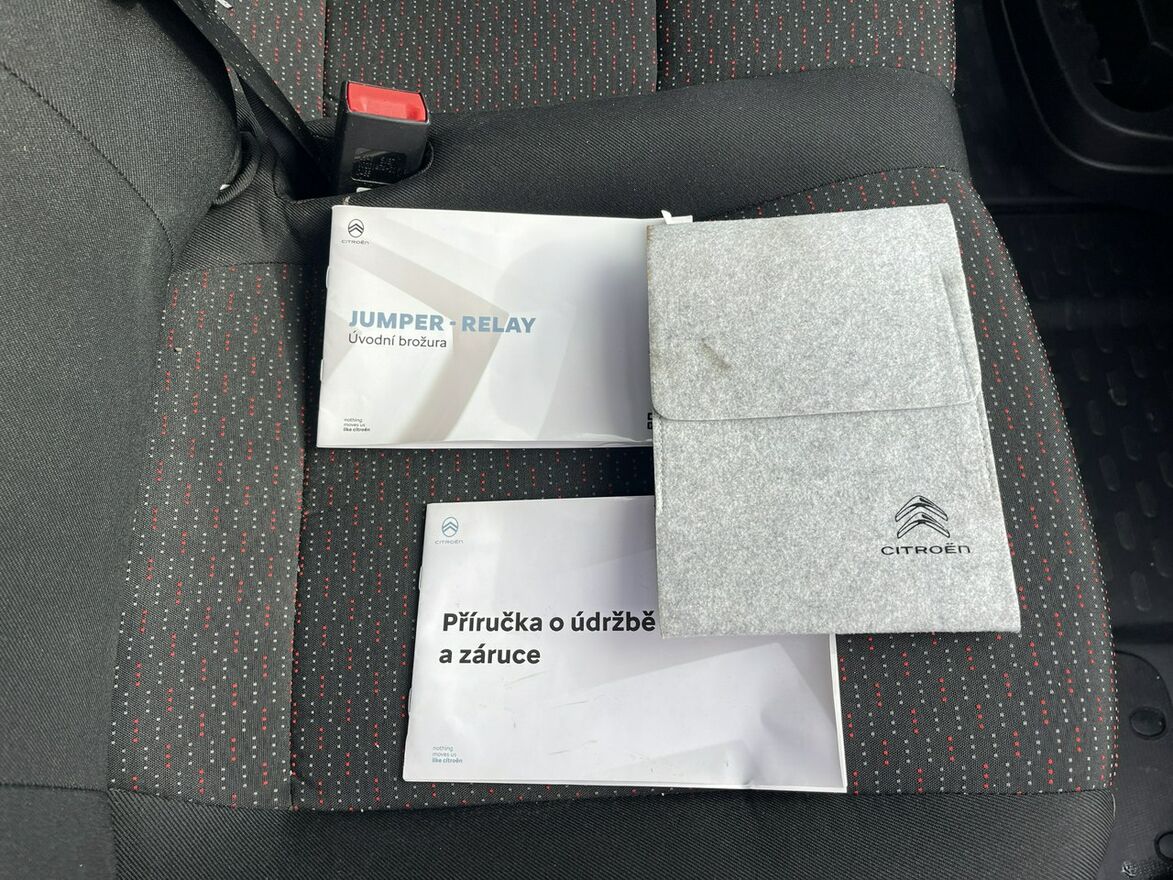 CITROËN
JUMPER - RELAY
Úvodní brožura
nothing
moves us
like citroën
CITROËN
CITROËN
Příručka o údržbě
a záruce
nothing
moves us
like citroën